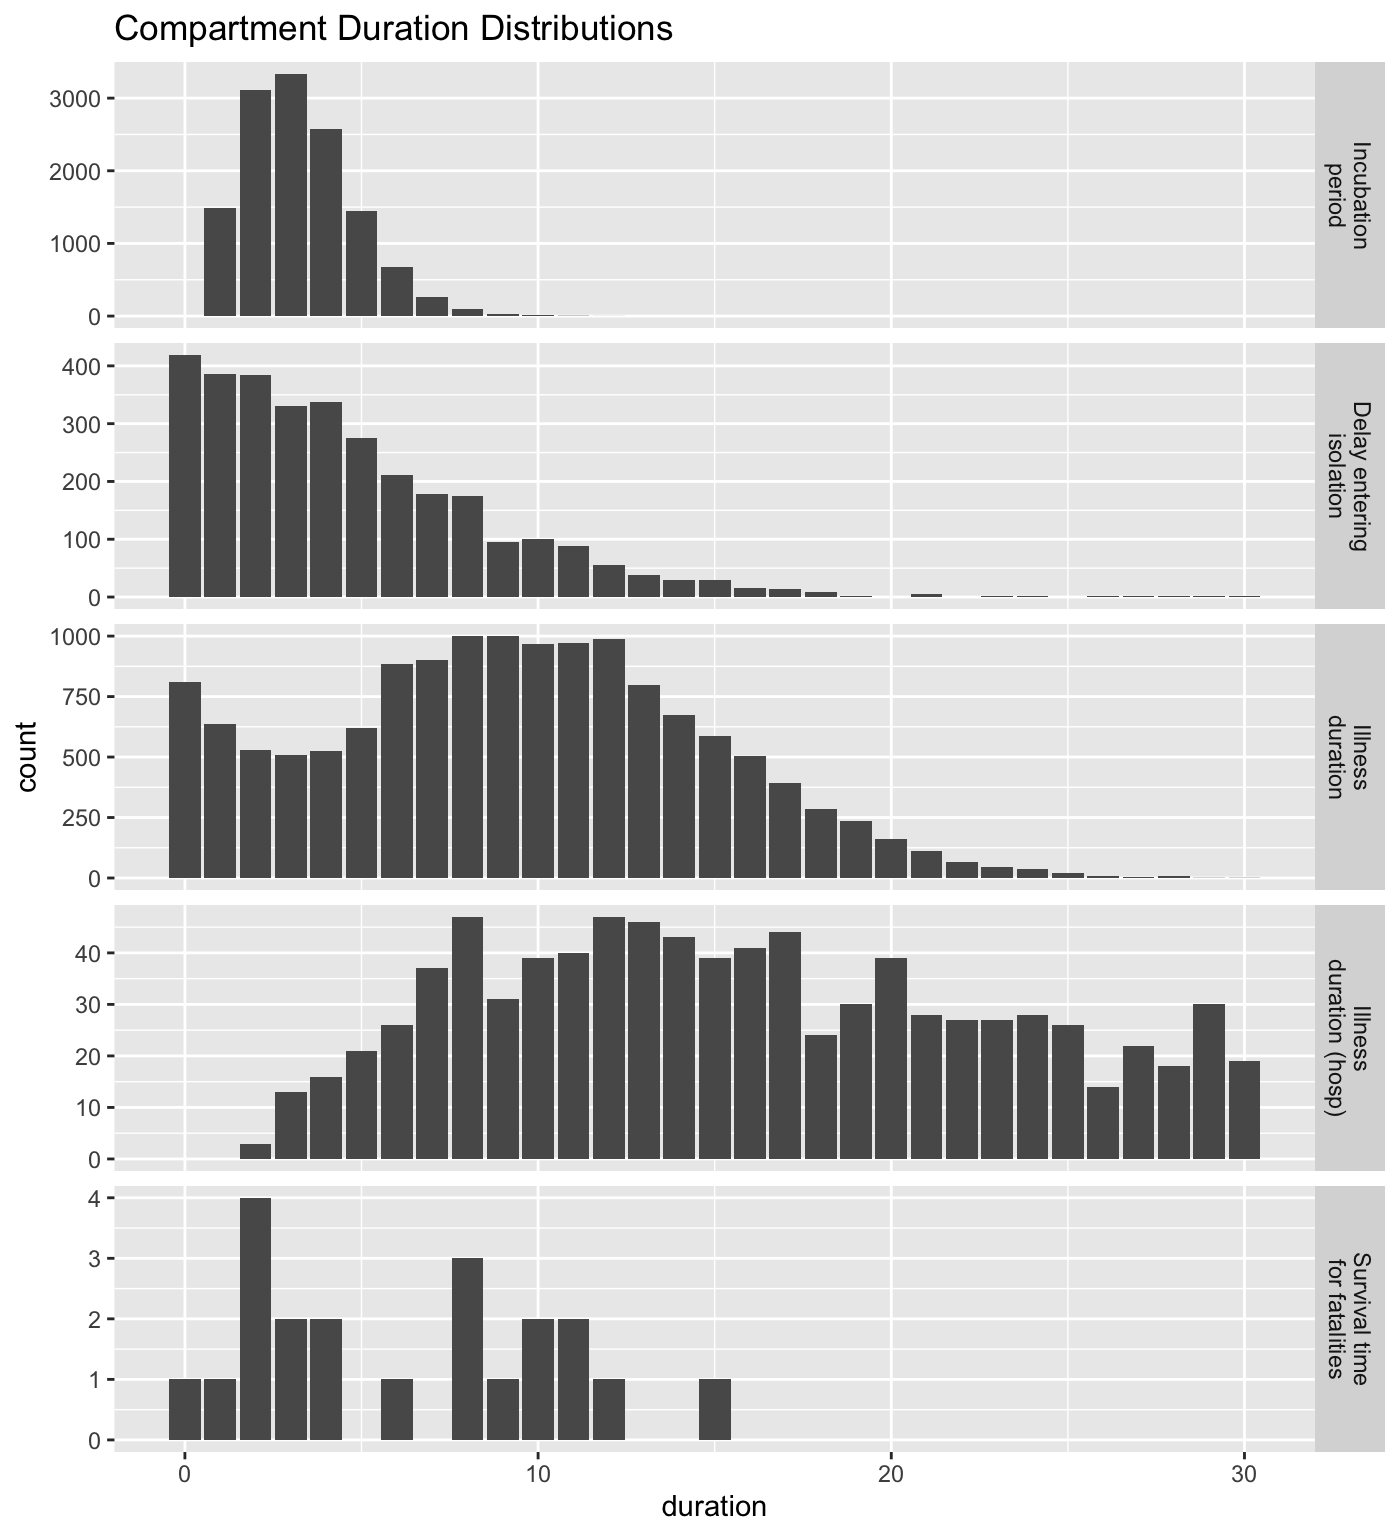 Compartment Duration Distributions
3000
2000
1000
0
Incubation
period
400
300
200
100
0
Delay entering
isolation
1000
750
500
250
0
Illness
duration
40
30
20
10
0
Illness
duration (hosp)
4
3
2
1
0
Survival time
for fatalities
count
0 10 20 30
duration